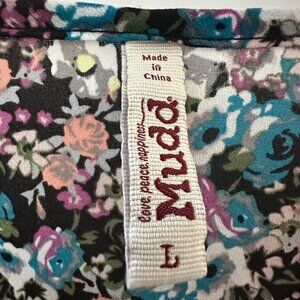 Made
in
China
Love, peace, happiness
Mudd.
L